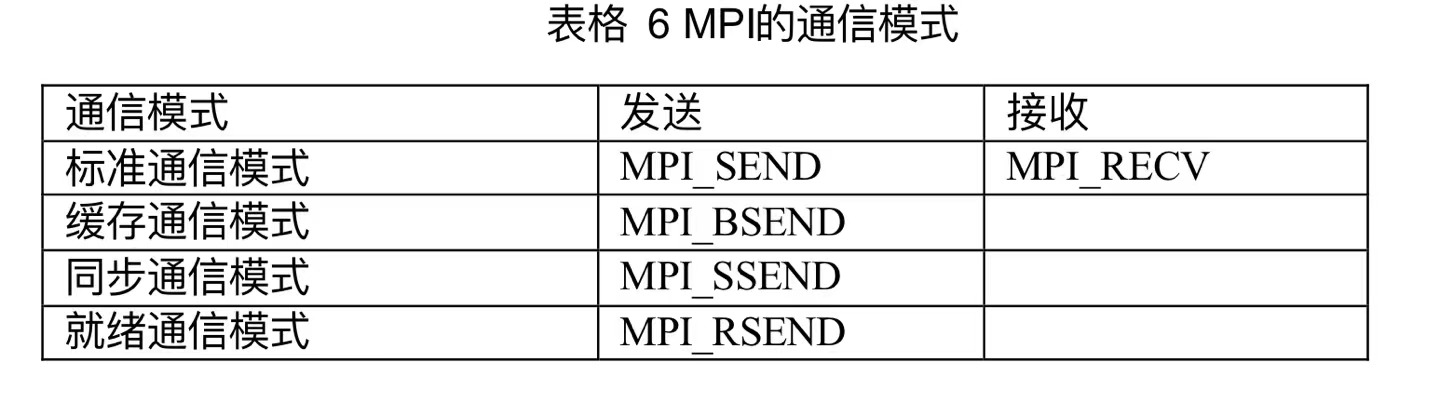 表格 6 MPI的通信模式
通信模式 发送 接收
标准通信模式 MPI_SEND MPI_RECV
缓存通信模式 MPI_BSEND
同步通信模式 MPI_SSEND
就绪通信模式 MPI_RSEND